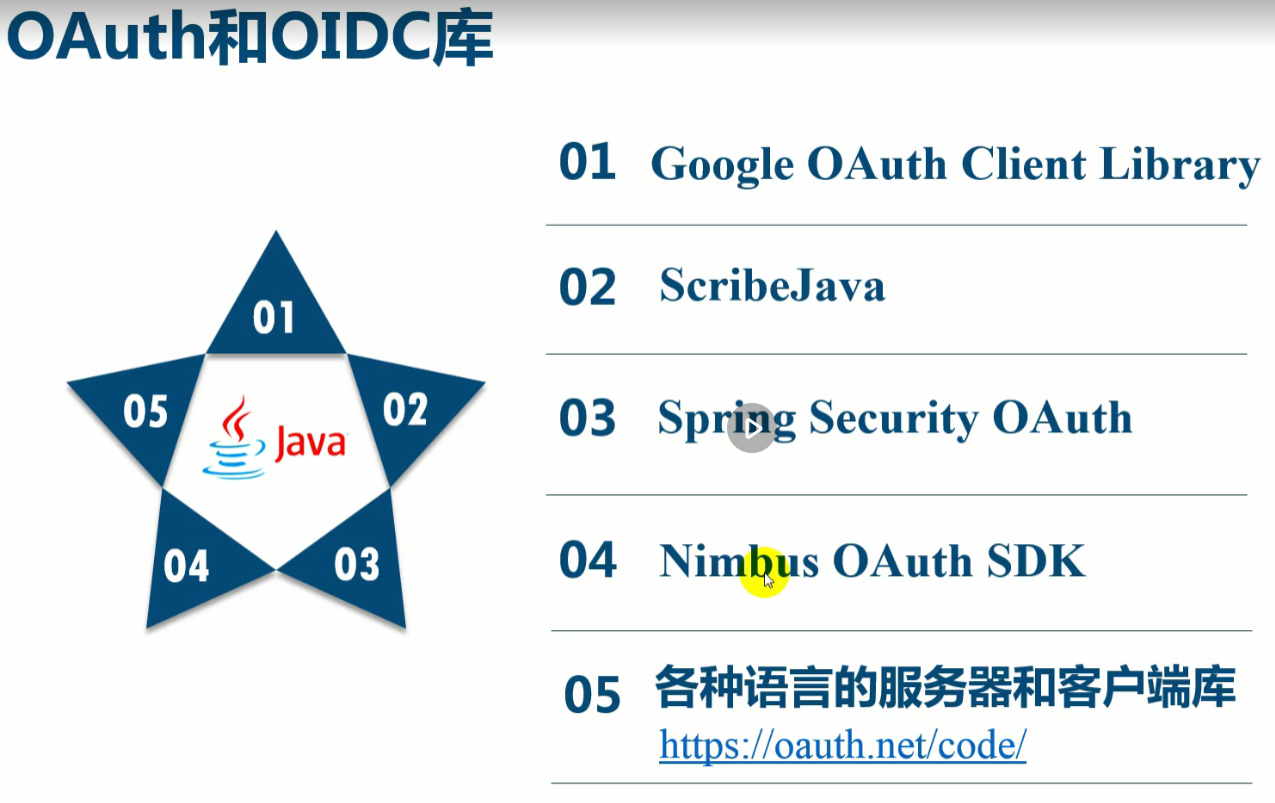 OAuth和OIDC库
01 Google OAuth Client Library
02 ScribeJava
03 Spring Security OAuth
04 Nimbus OAuth SDK
05 各种语言的服务器和客户端库
https://oauth.net/code/
01
05
02
Java
04
03